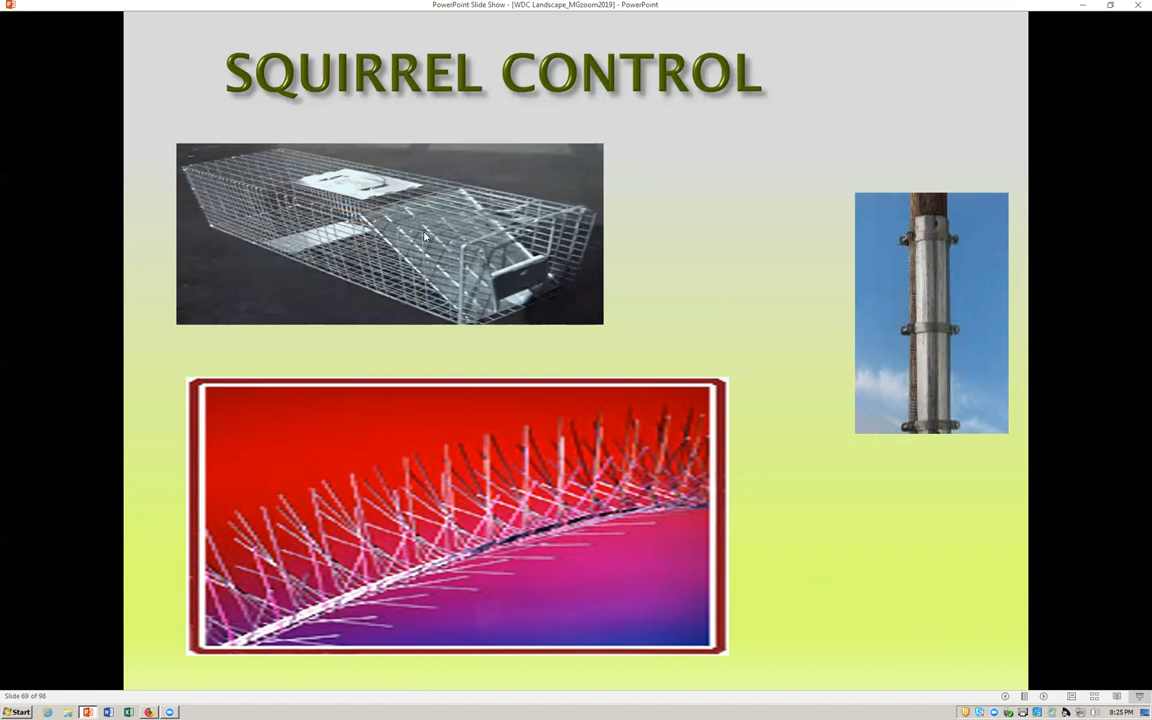 PowerPoint Slide Show - [WDC Landscape_MGzoom2019] - PowerPoint
SQUIRREL CONTROL
Slide 69 of 98
Start
8:25 PM